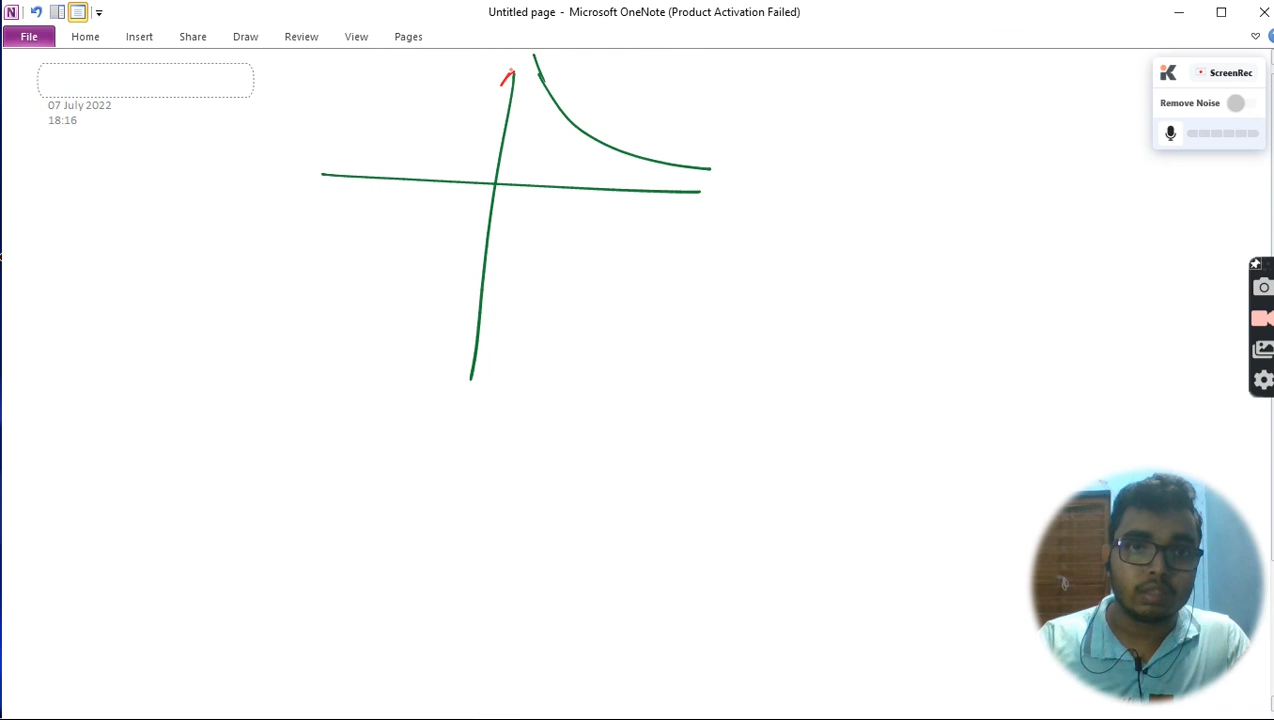 Untitled page - Microsoft OneNote (Product Activation Failed)
File Home Insert Share Draw Review View Pages
ScreenRec
Remove Noise
07 July 2022
18:16